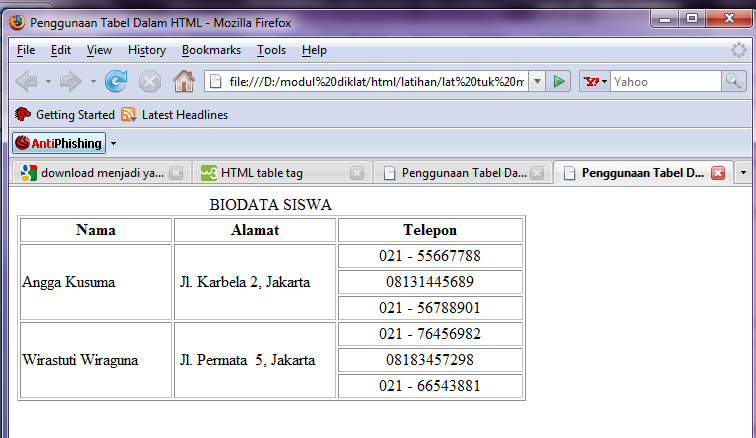 Penggunaan Tabel Dalam HTML - Mozilla Firefox
File Edit View History Bookmarks Tools Help
file:///D:/modul%20diklat/html/latihan/lat%20tuk%20m
Y! Yahoo
Getting Started Latest Headlines
AntiPhishing
download menjadi ya... HTML table tag Penggunaan Tabel Da... Penggunaan Tabel D...
BIODATA SISWA
Nama Alamat Telepon
021 - 55667788
Angga Kusuma Jl. Karbela 2, Jakarta 08131445689
021 - 56788901
021 - 76456982
Wirastuti Wiraguna Jl. Permata 5, Jakarta 08183457298
021 - 66543881